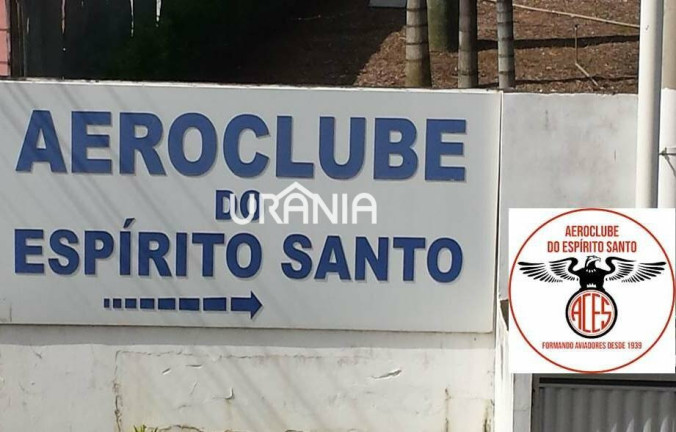 AEROCLUBE
DO
URANIA
ESPÍRITO SANTO
AEROCLUBE
DO ESPÍRITO SANTO
ACES
FORMANDO AVIADORES DESDE 1939